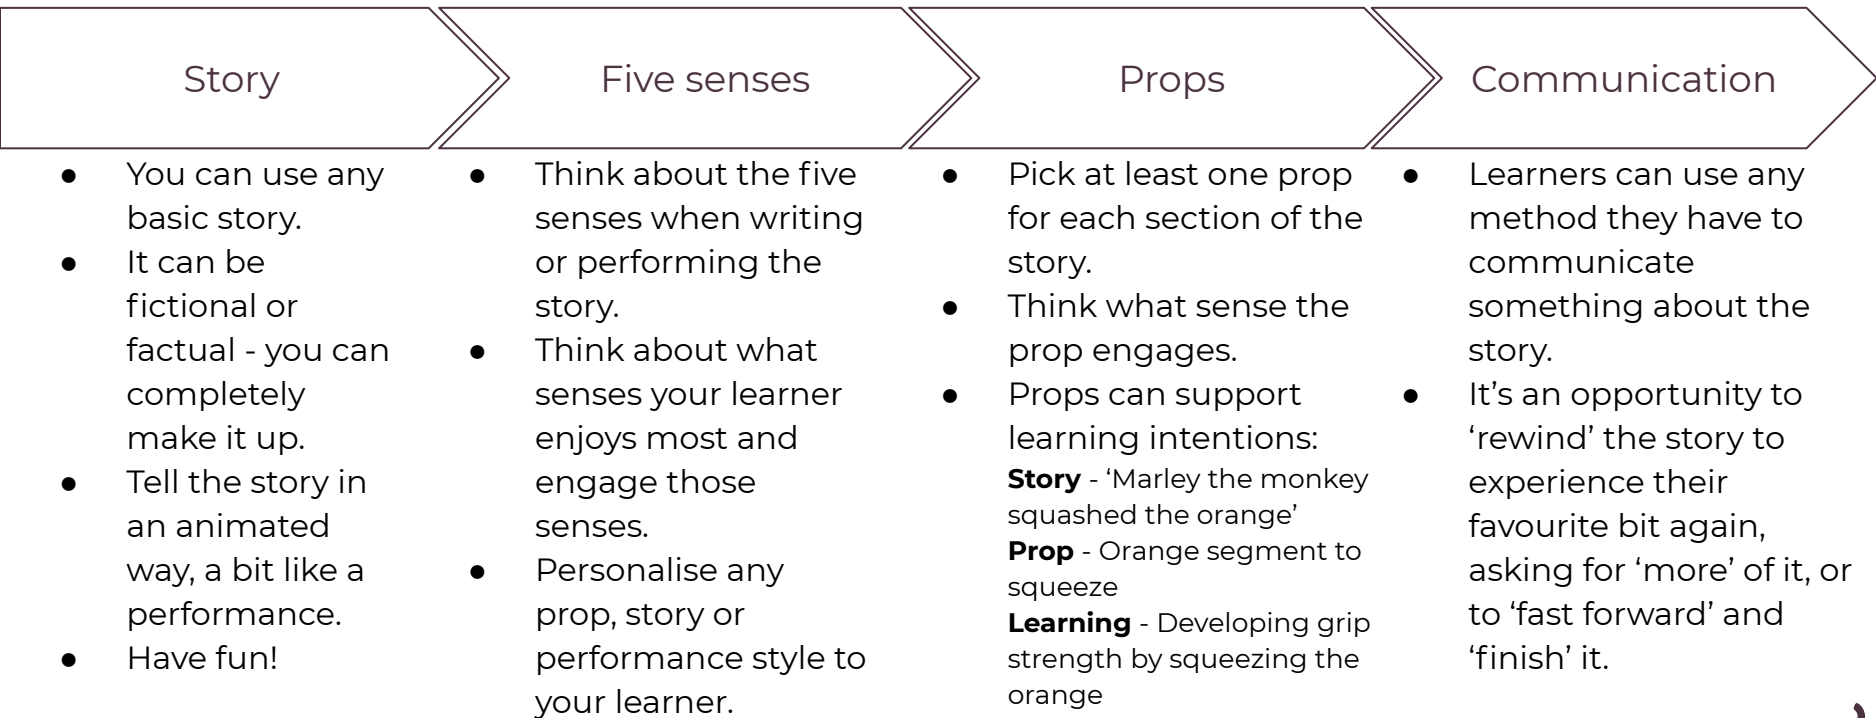 Story
Five senses
Props
Communication
● You can use any
basic story.
● It can be
fictional or
factual - you can
completely
make it up.
● Tell the story in
an animated
way, a bit like a
performance.
● Have fun!
● Think about the five
senses when writing
or performing the
story.
● Think about what
senses your learner
enjoys most and
engage those
senses.
● Personalise any
prop, story or
performance style to
your learner.
● Pick at least one prop
for each section of the
story.
● Think what sense the
prop engages.
● Props can support
learning intentions:
Story - ‘Marley the monkey
squashed the orange’
Prop - Orange segment to
squeeze
Learning - Developing grip
strength by squeezing the
orange
● Learners can use any
method they have to
communicate
something about the
story.
● It’s an opportunity to
‘rewind’ the story to
experience their
favourite bit again,
asking for ‘more’ of it, or
to ‘fast forward’ and
‘finish’ it.